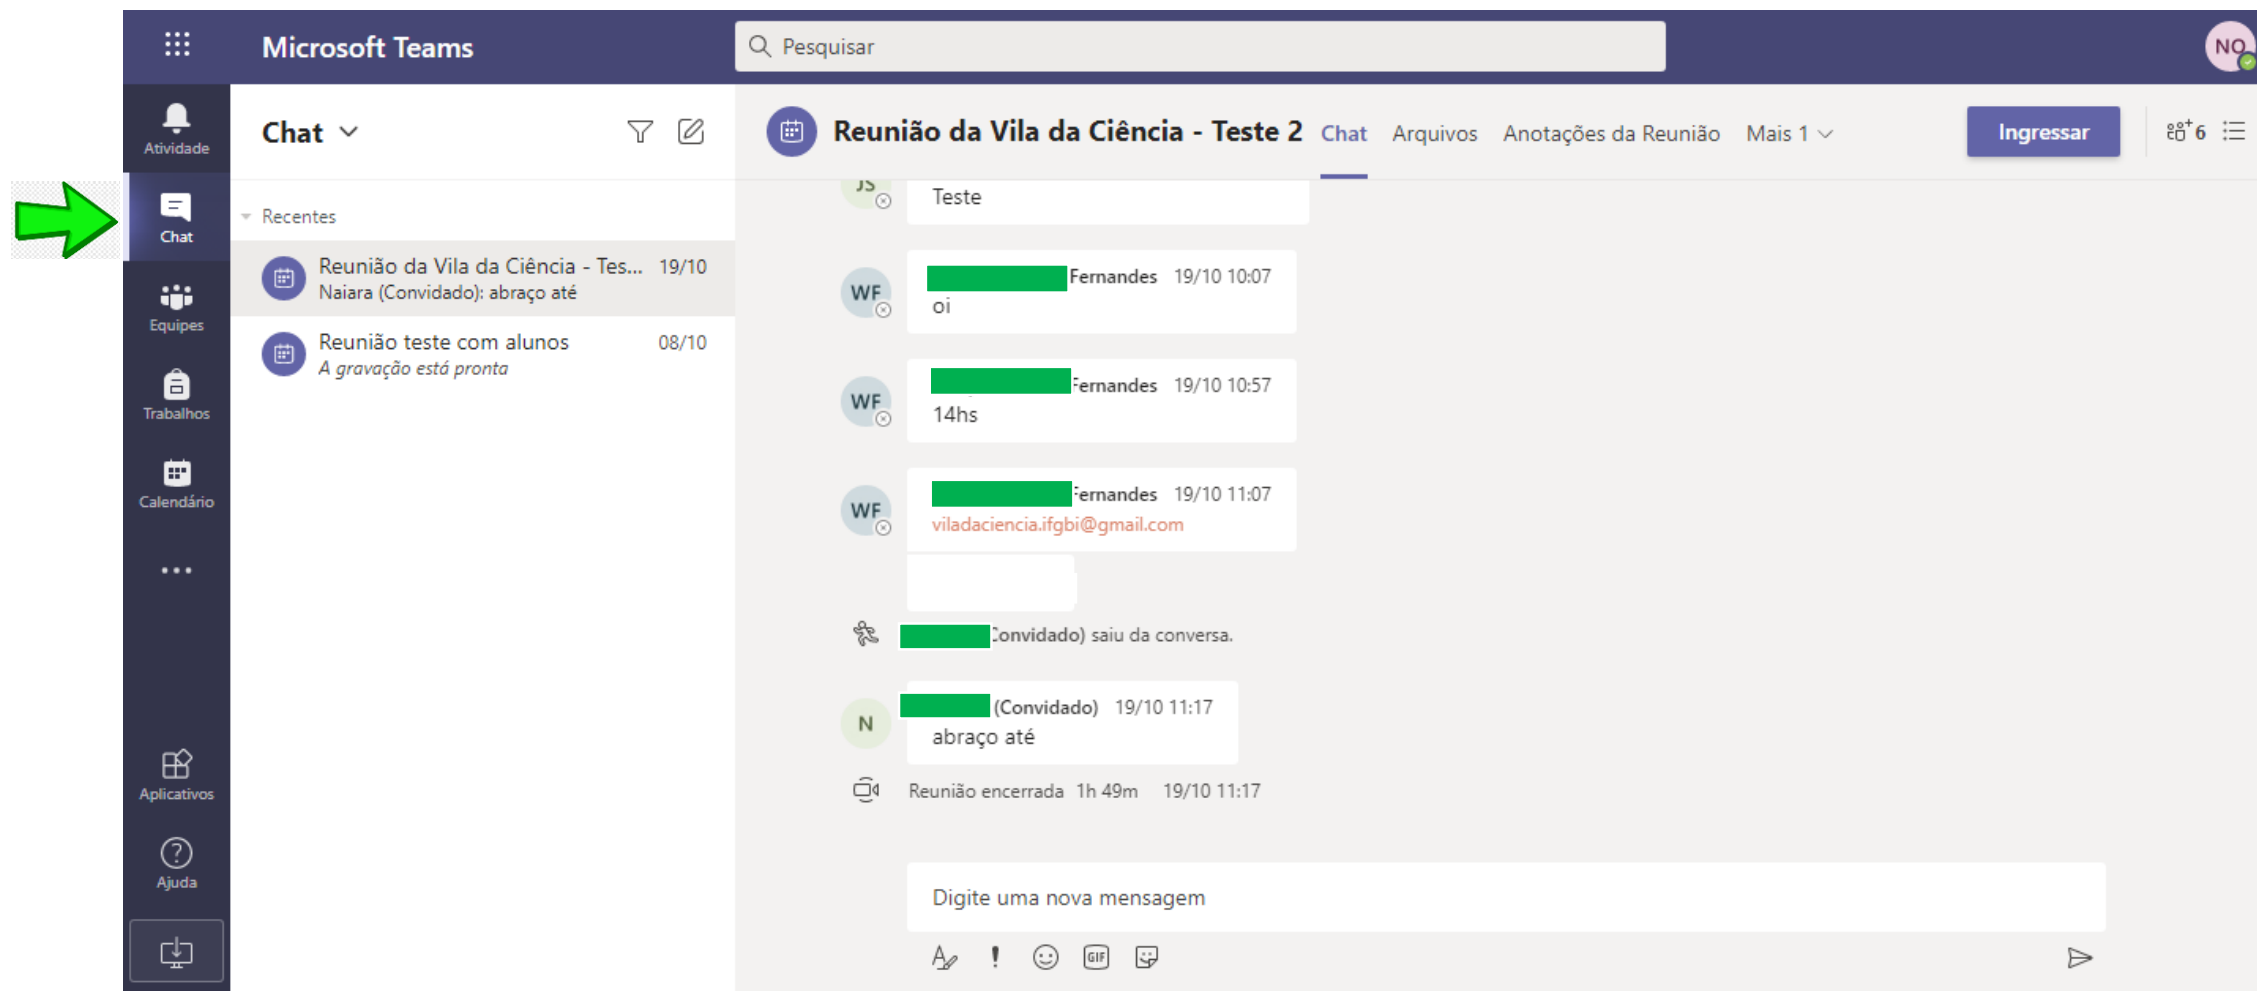 Microsoft Teams
Pesquisar
NO
Atividade
Chat
Equipes
Trabalhos
Calendário
Aplicativos
Ajuda
Chat
Recentes
Reunião da Vila da Ciência - Tes... 19/10
Naiara (Convidado): abraço até
Reunião teste com alunos 08/10
A gravação está pronta
Reunião da Vila da Ciência - Teste 2 Chat Arquivos Anotações da Reunião Mais 1 Ingressar 6
JS
Teste
WF
Fernandes 19/10 10:07
oi
WF
Fernandes 19/10 10:57
14hs
WF
Fernandes 19/10 11:07
viladaciencia.ifgbi@gmail.com
Convidado) saiu da conversa.
N
(Convidado) 19/10 11:17
abraço até
Reunião encerrada 1h 49m 19/10 11:17
Digite uma nova mensagem
GIF